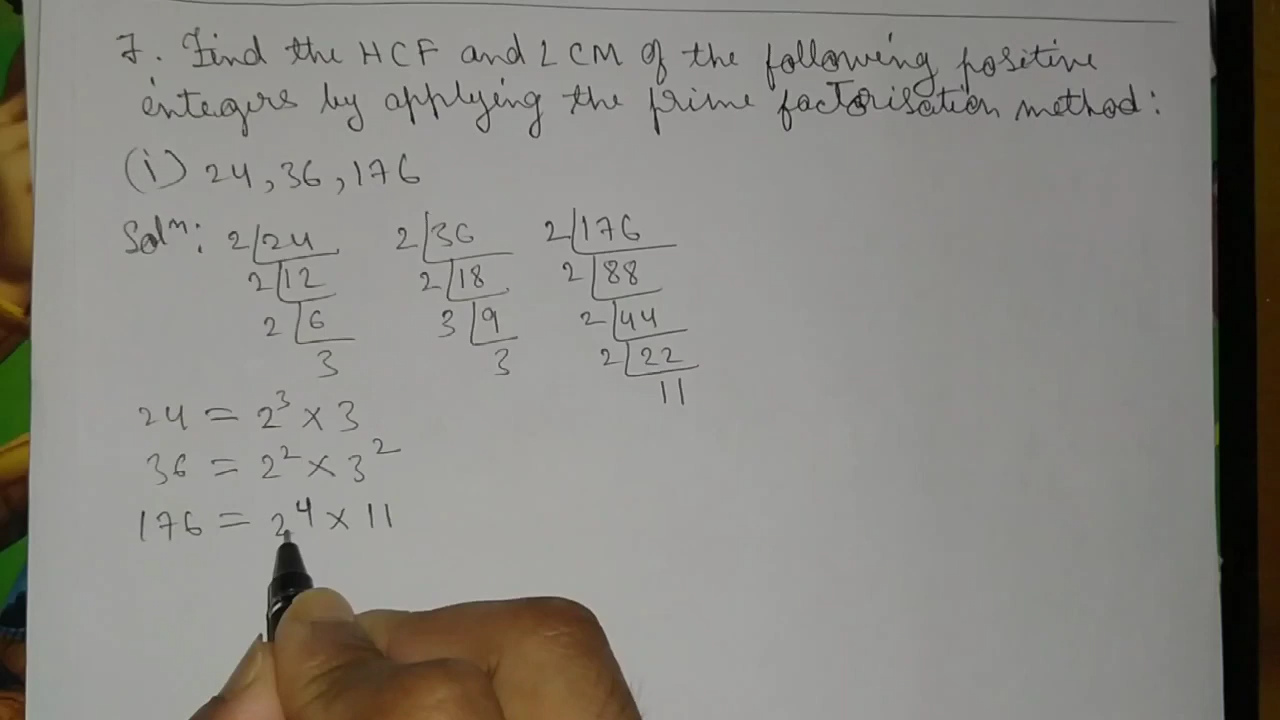 7. Find the HCF and LCM of the following positive
integers by applying the prime factorisation method:
(i) 24, 36, 176
Solⁿ: 2 24 2 36 2 176
2 12 2 18 2 88
2 6 3 9 2 44
3 3 2 22
11
24 = 2³ × 3
36 = 2² × 3²
176 = 2⁴ × 11